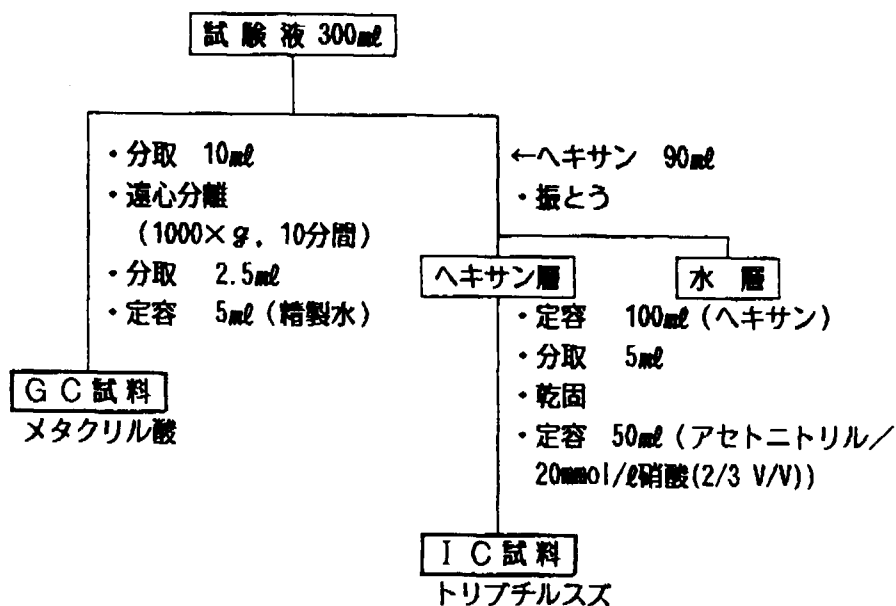 試験液 300㎖
・分取 10㎖
・遠心分離
(1000×g, 10分間)
・分取 2.5㎖
・定容 5㎖(精製水)
GC試料
メタクリル酸
←ヘキサン 90㎖
・振とう
ヘキサン層
水層
・定容 100㎖(ヘキサン)
・分取 5㎖
・乾固
・定容 50㎖(アセトニトリル/
20mmol/ℓ硝酸(2/3 V/V))
IC試料
トリブチルスズ